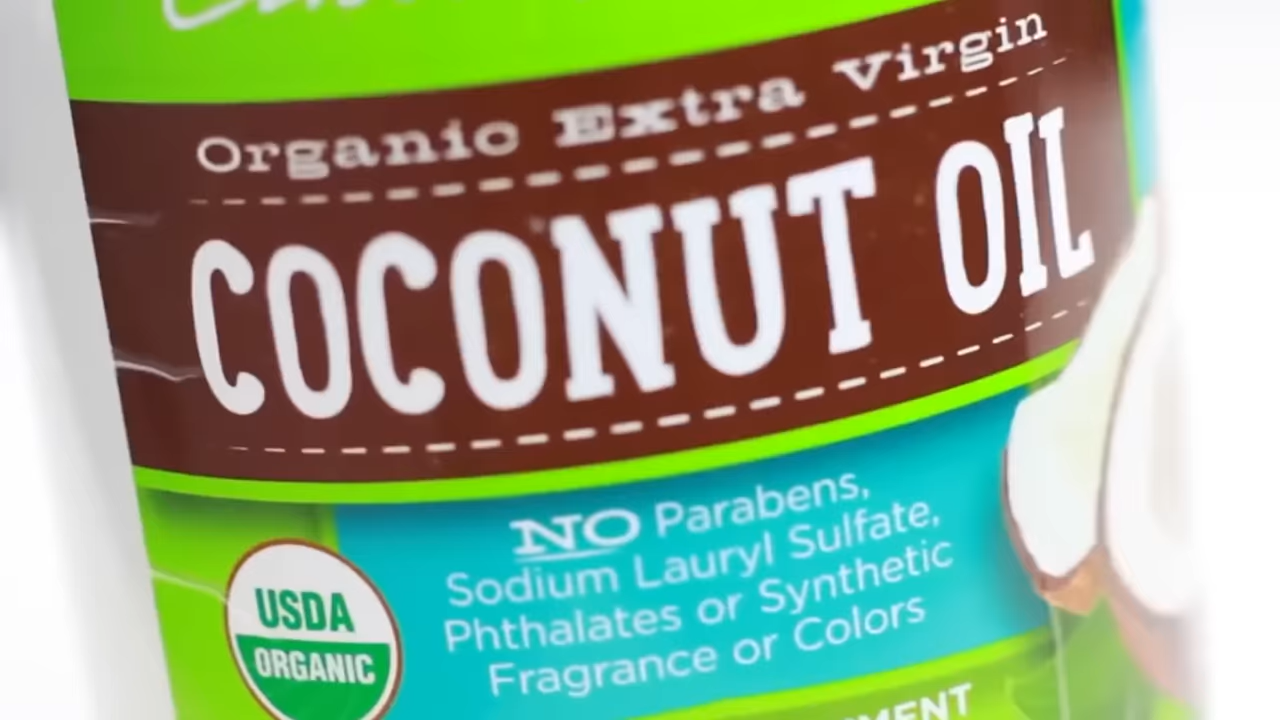 Organic Extra Virgin
COCONUT OIL
NO Parabens,
Sodium Lauryl Sulfate,
Phthalates or Synthetic
Fragrance or Colors
USDA
ORGANIC